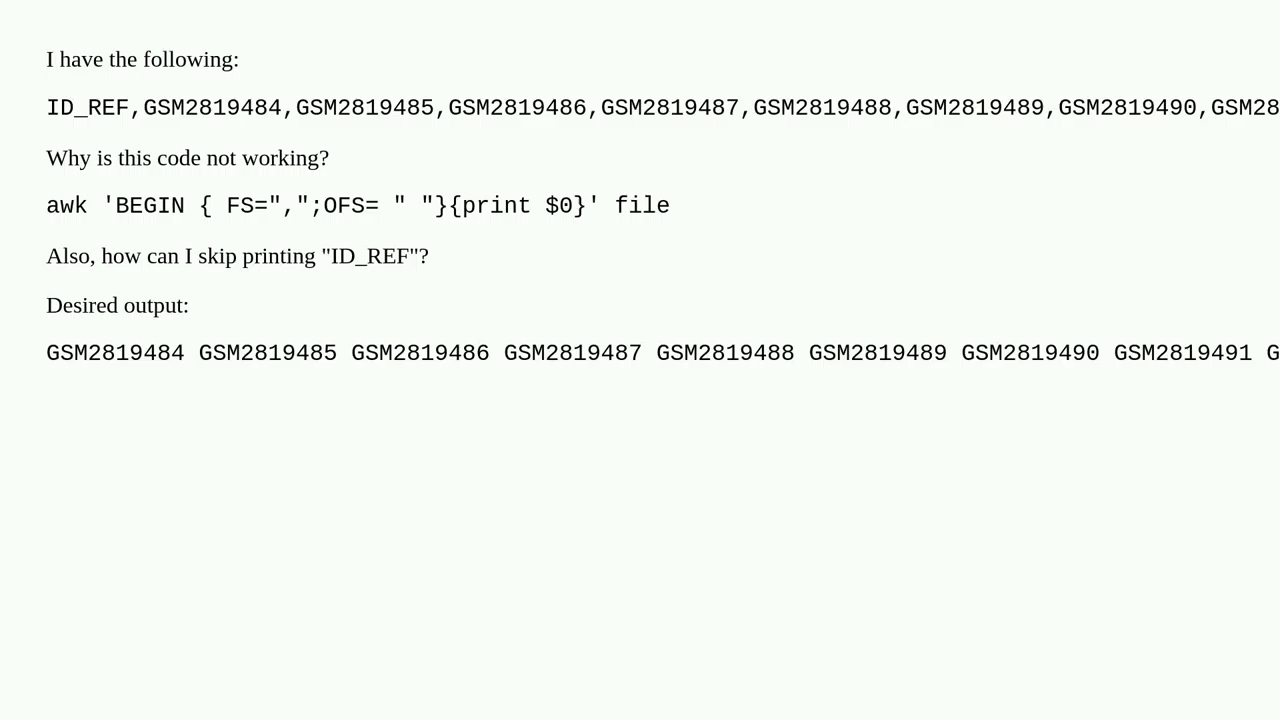 I have the following:
ID_REF,GSM2819484,GSM2819485,GSM2819486,GSM2819487,GSM2819488,GSM2819489,GSM2819490,GSM28
Why is this code not working?
awk 'BEGIN { FS=",";OFS= " "}{print $0}' file
Also, how can I skip printing "ID_REF"?
Desired output:
GSM2819484 GSM2819485 GSM2819486 GSM2819487 GSM2819488 GSM2819489 GSM2819490 GSM2819491 G